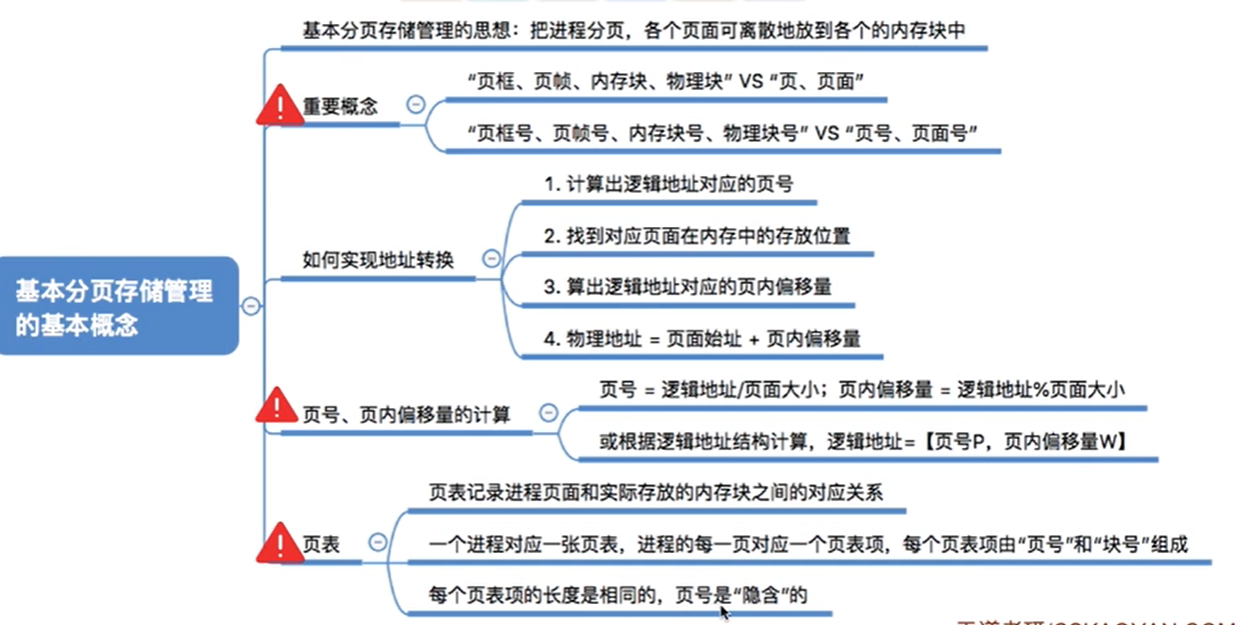 基本分页存储管理的思想：把进程分页，各个页面可离散地放到各个的内存块中
重要概念
“页框、页帧、内存块、物理块” VS “页、页面”
“页框号、页帧号、内存块号、物理块号” VS “页号、页面号”
如何实现地址转换
1. 计算出逻辑地址对应的页号
2. 找到对应页面在内存中的存放位置
3. 算出逻辑地址对应的页内偏移量
4. 物理地址 = 页面始址 + 页内偏移量
基本分页存储管理
的基本概念
页号、页内偏移量的计算
页号 = 逻辑地址/页面大小；页内偏移量 = 逻辑地址%页面大小
或根据逻辑地址结构计算，逻辑地址=【页号P，页内偏移量W】
页表
页表记录进程页面和实际存放的内存块之间的对应关系
一个进程对应一张页表，进程的每一页对应一个页表项，每个页表项由“页号”和“块号”组成
每个页表项的长度是相同的，页号是“隐含”的